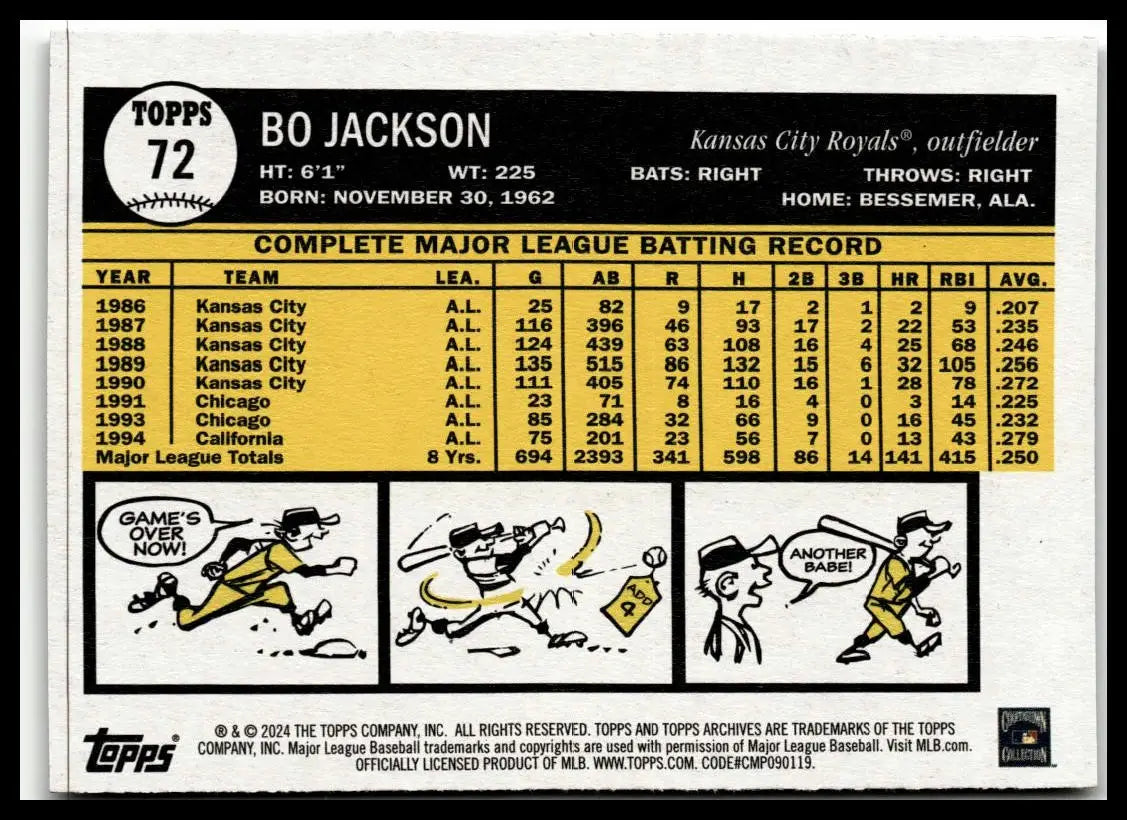 TOPPS
72
BO JACKSON
Kansas City Royals®, outfielder
HT: 6'1" WT: 225 BATS: RIGHT THROWS: RIGHT
BORN: NOVEMBER 30, 1962 HOME: BESSEMER, ALA.
COMPLETE MAJOR LEAGUE BATTING RECORD
YEAR TEAM LEA. G AB R H 2B 3B HR RBI AVG.
1986 Kansas City A.L. 25 82 9 17 2 1 2 9 .207
1987 Kansas City A.L. 116 396 46 93 17 2 22 53 .235
1988 Kansas City A.L. 124 439 63 108 16 4 25 68 .246
1989 Kansas City A.L. 135 515 86 132 15 6 32 105 .256
1990 Kansas City A.L. 111 405 74 110 16 1 28 78 .272
1991 Chicago A.L. 23 71 8 16 4 0 3 14 .225
1993 Chicago A.L. 85 284 32 66 9 0 16 45 .232
1994 California A.L. 75 201 23 56 7 0 13 43 .279
Major League Totals 8 Yrs. 694 2393 341 598 86 14 141 415 .250
GAME'S
OVER
NOW!
ADD
4
ANOTHER
BABE!
TOPPS®
® & © 2024 THE TOPPS COMPANY, INC. ALL RIGHTS RESERVED. TOPPS AND TOPPS ARCHIVES ARE TRADEMARKS OF THE TOPPS
COMPANY, INC. Major League Baseball trademarks and copyrights are used with permission of Major League Baseball. Visit MLB.com.
OFFICIALLY LICENSED PRODUCT OF MLB. WWW.TOPPS.COM. CODE#CMP090119.
COOPERSTOWN
COLLECTION